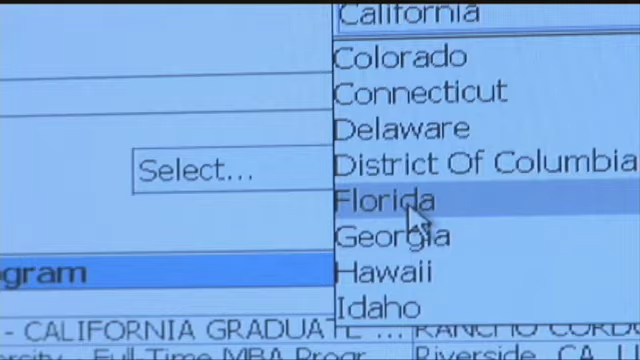 California
Colorado
Connecticut
Delaware
District Of Columbia
Select...
Florida
Georgia
Hawaii
gram
Idaho
- CALIFORNIA GRADUATE ...
Riverside, CA
Full-Time MBA Progr